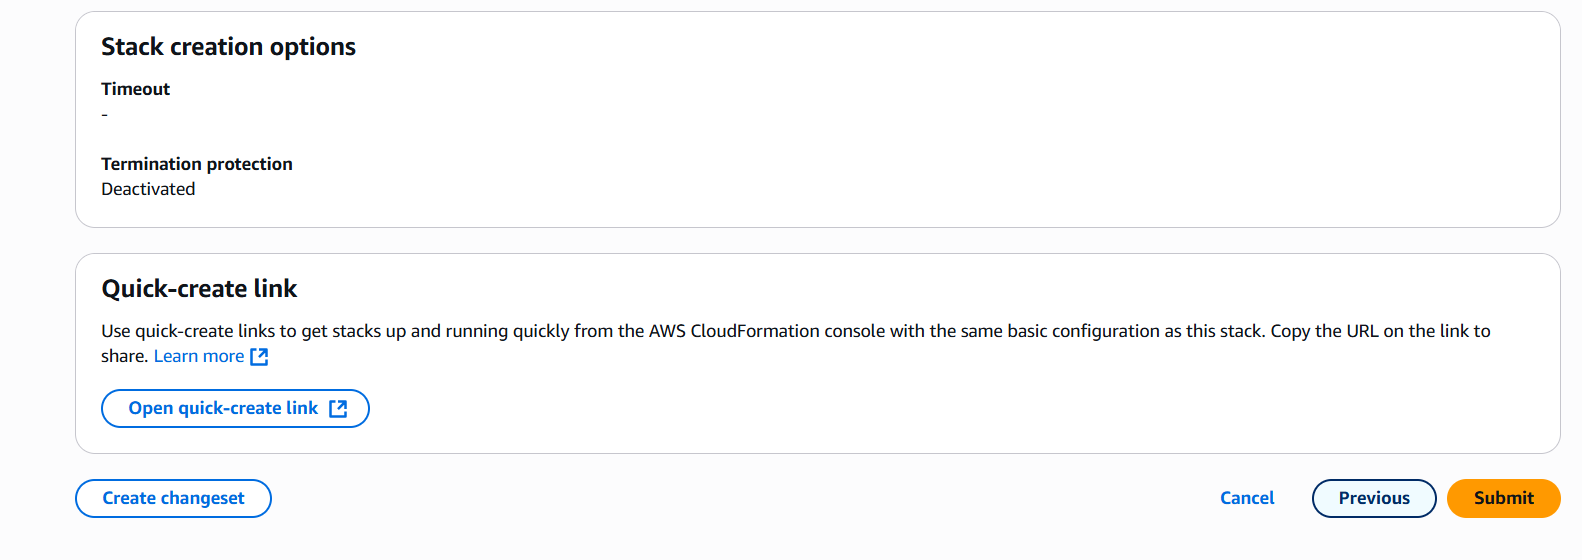 Stack creation options
Timeout
-
Termination protection
Deactivated
Quick-create link
Use quick-create links to get stacks up and running quickly from the AWS CloudFormation console with the same basic configuration as this stack. Copy the URL on the link to
share. Learn more
Open quick-create link
Create changeset
Cancel
Previous
Submit